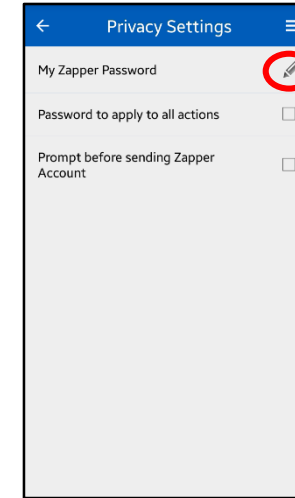 Privacy Settings
My Zapper Password
Password to apply to all actions
Prompt before sending Zapper
Account